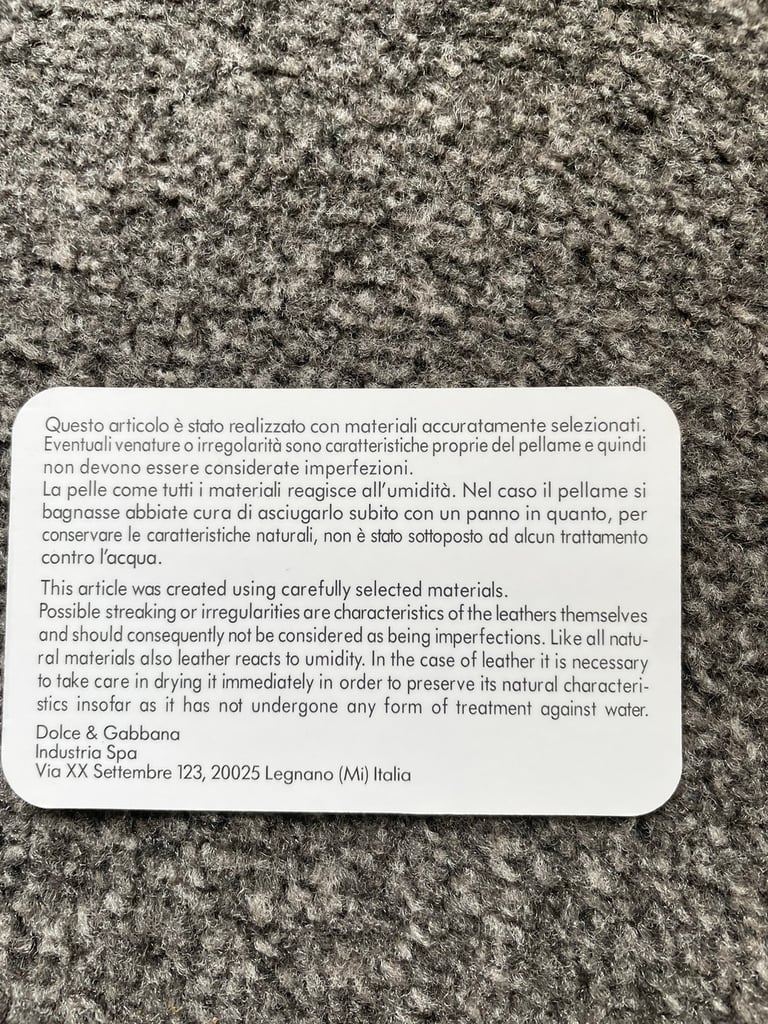 Questo articolo è stato realizzato con materiali accuratamente selezionati.
Eventuali venature o irregolarità sono caratteristiche proprie del pellame e quindi
non devono essere considerate imperfezioni.
La pelle come tutti i materiali reagisce all'umidità. Nel caso il pellame si
bagnasse abbiate cura di asciugarlo subito con un panno in quanto, per
conservare le caratteristiche naturali, non è stato sottoposto ad alcun trattamento
contro l'acqua.
This article was created using carefully selected materials.
Possible streaking or irregularities are characteristics of the leathers themselves
and should consequently not be considered as being imperfections. Like all natu-
ral materials also leather reacts to umidity. In the case of leather it is necessary
to take care in drying it immediately in order to preserve its natural characteri-
stics insofar as it has not undergone any form of treatment against water.
Dolce & Gabbana
Industria Spa
Via XX Settembre 123, 20025 Legnano (Mi) Italia